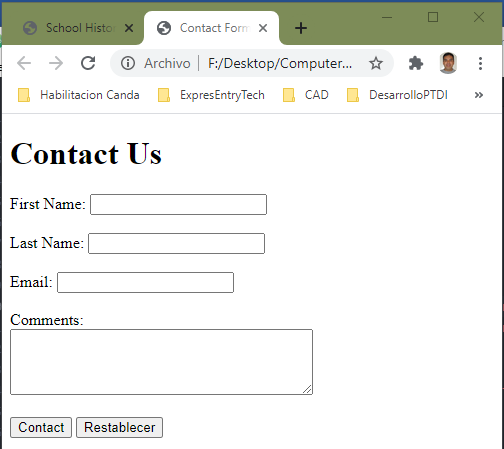 School Histo
Contact Form
Archivo | F:/Desktop/Computer...
Habilitacion Canda ExpresEntryTech CAD DesarrolloPTDI »
Contact Us
First Name:
Last Name:
Email:
Comments:
Contact Restablecer